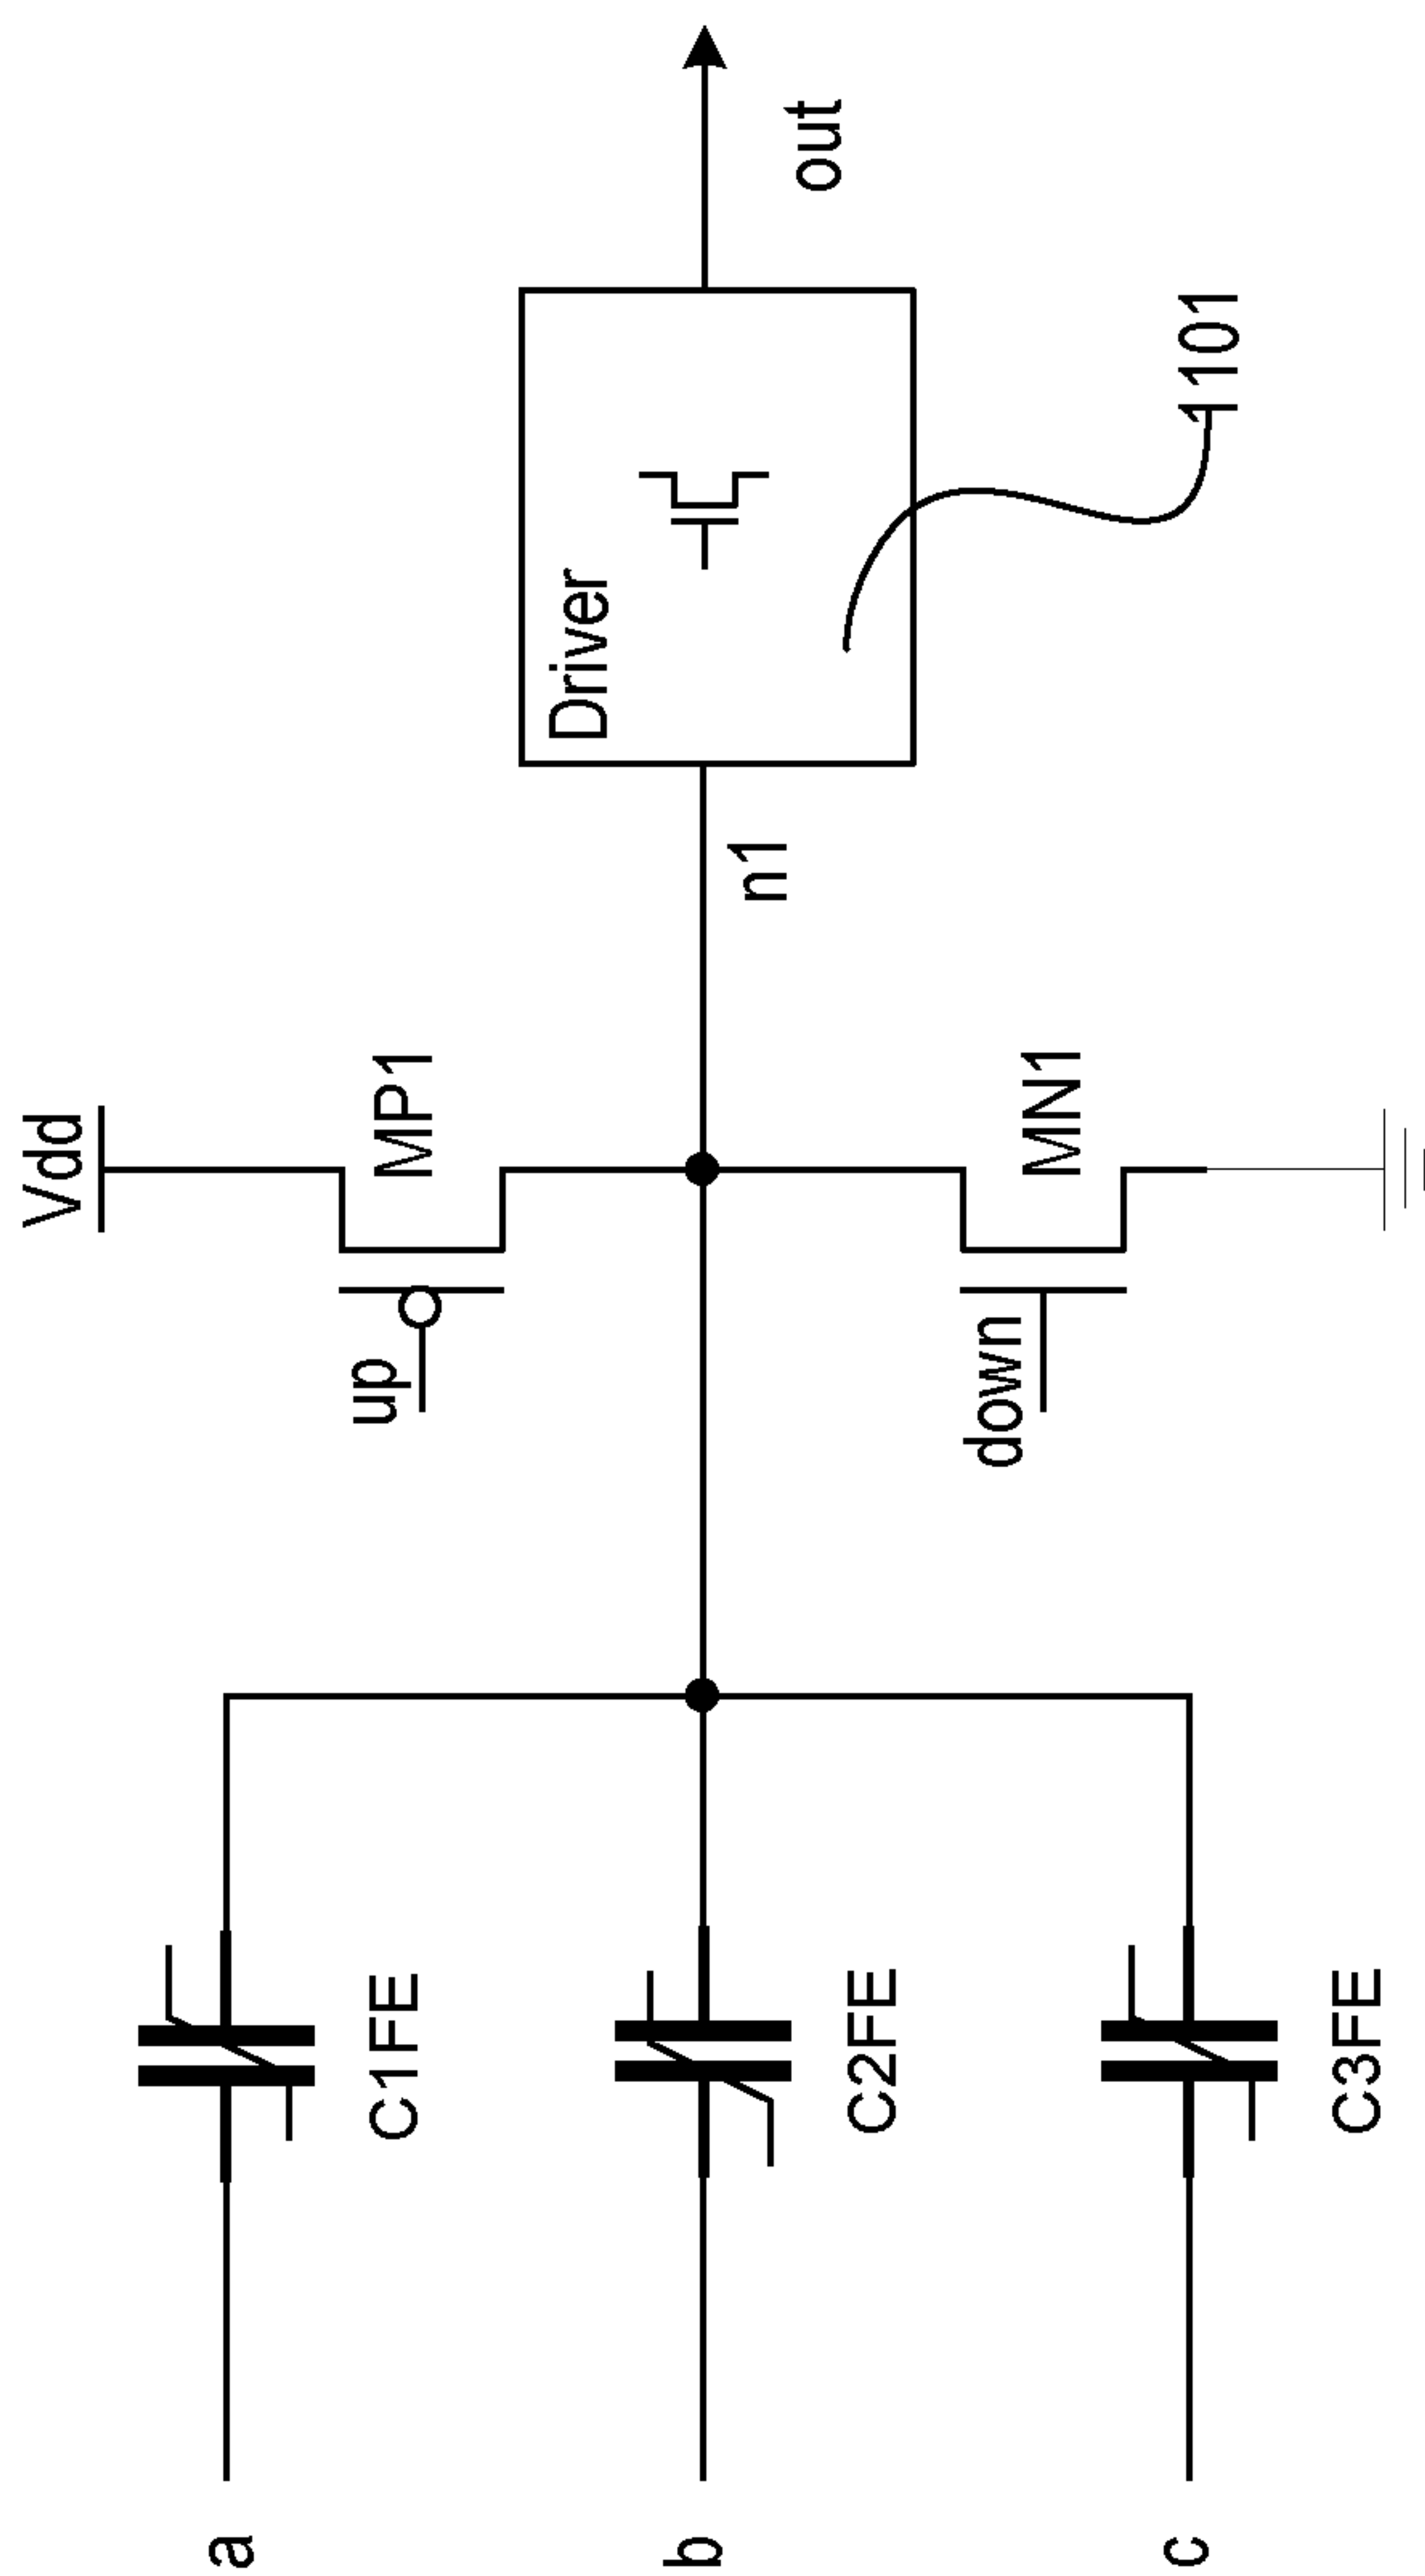 Vdd
up
MP1
a
C1FE
Driver
out
n1
b
C2FE
down
MN1
1101
c
C3FE